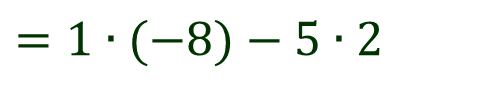 = 1 · (−8) − 5 · 2